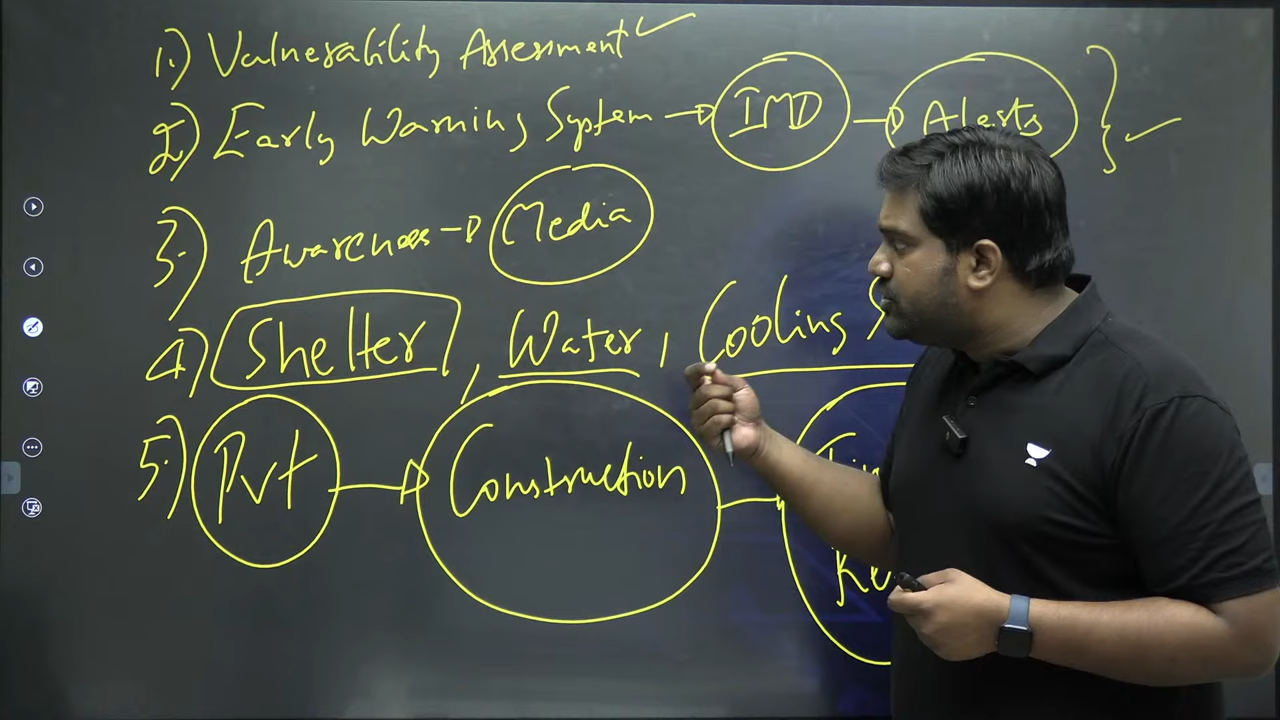 1.) Vulnerability Assessment
2.) Early Warning System → IMD → Alerts
3.) Awareness → Media
4.) Shelter, Water, Cooling S
5.) Pvt → Construction